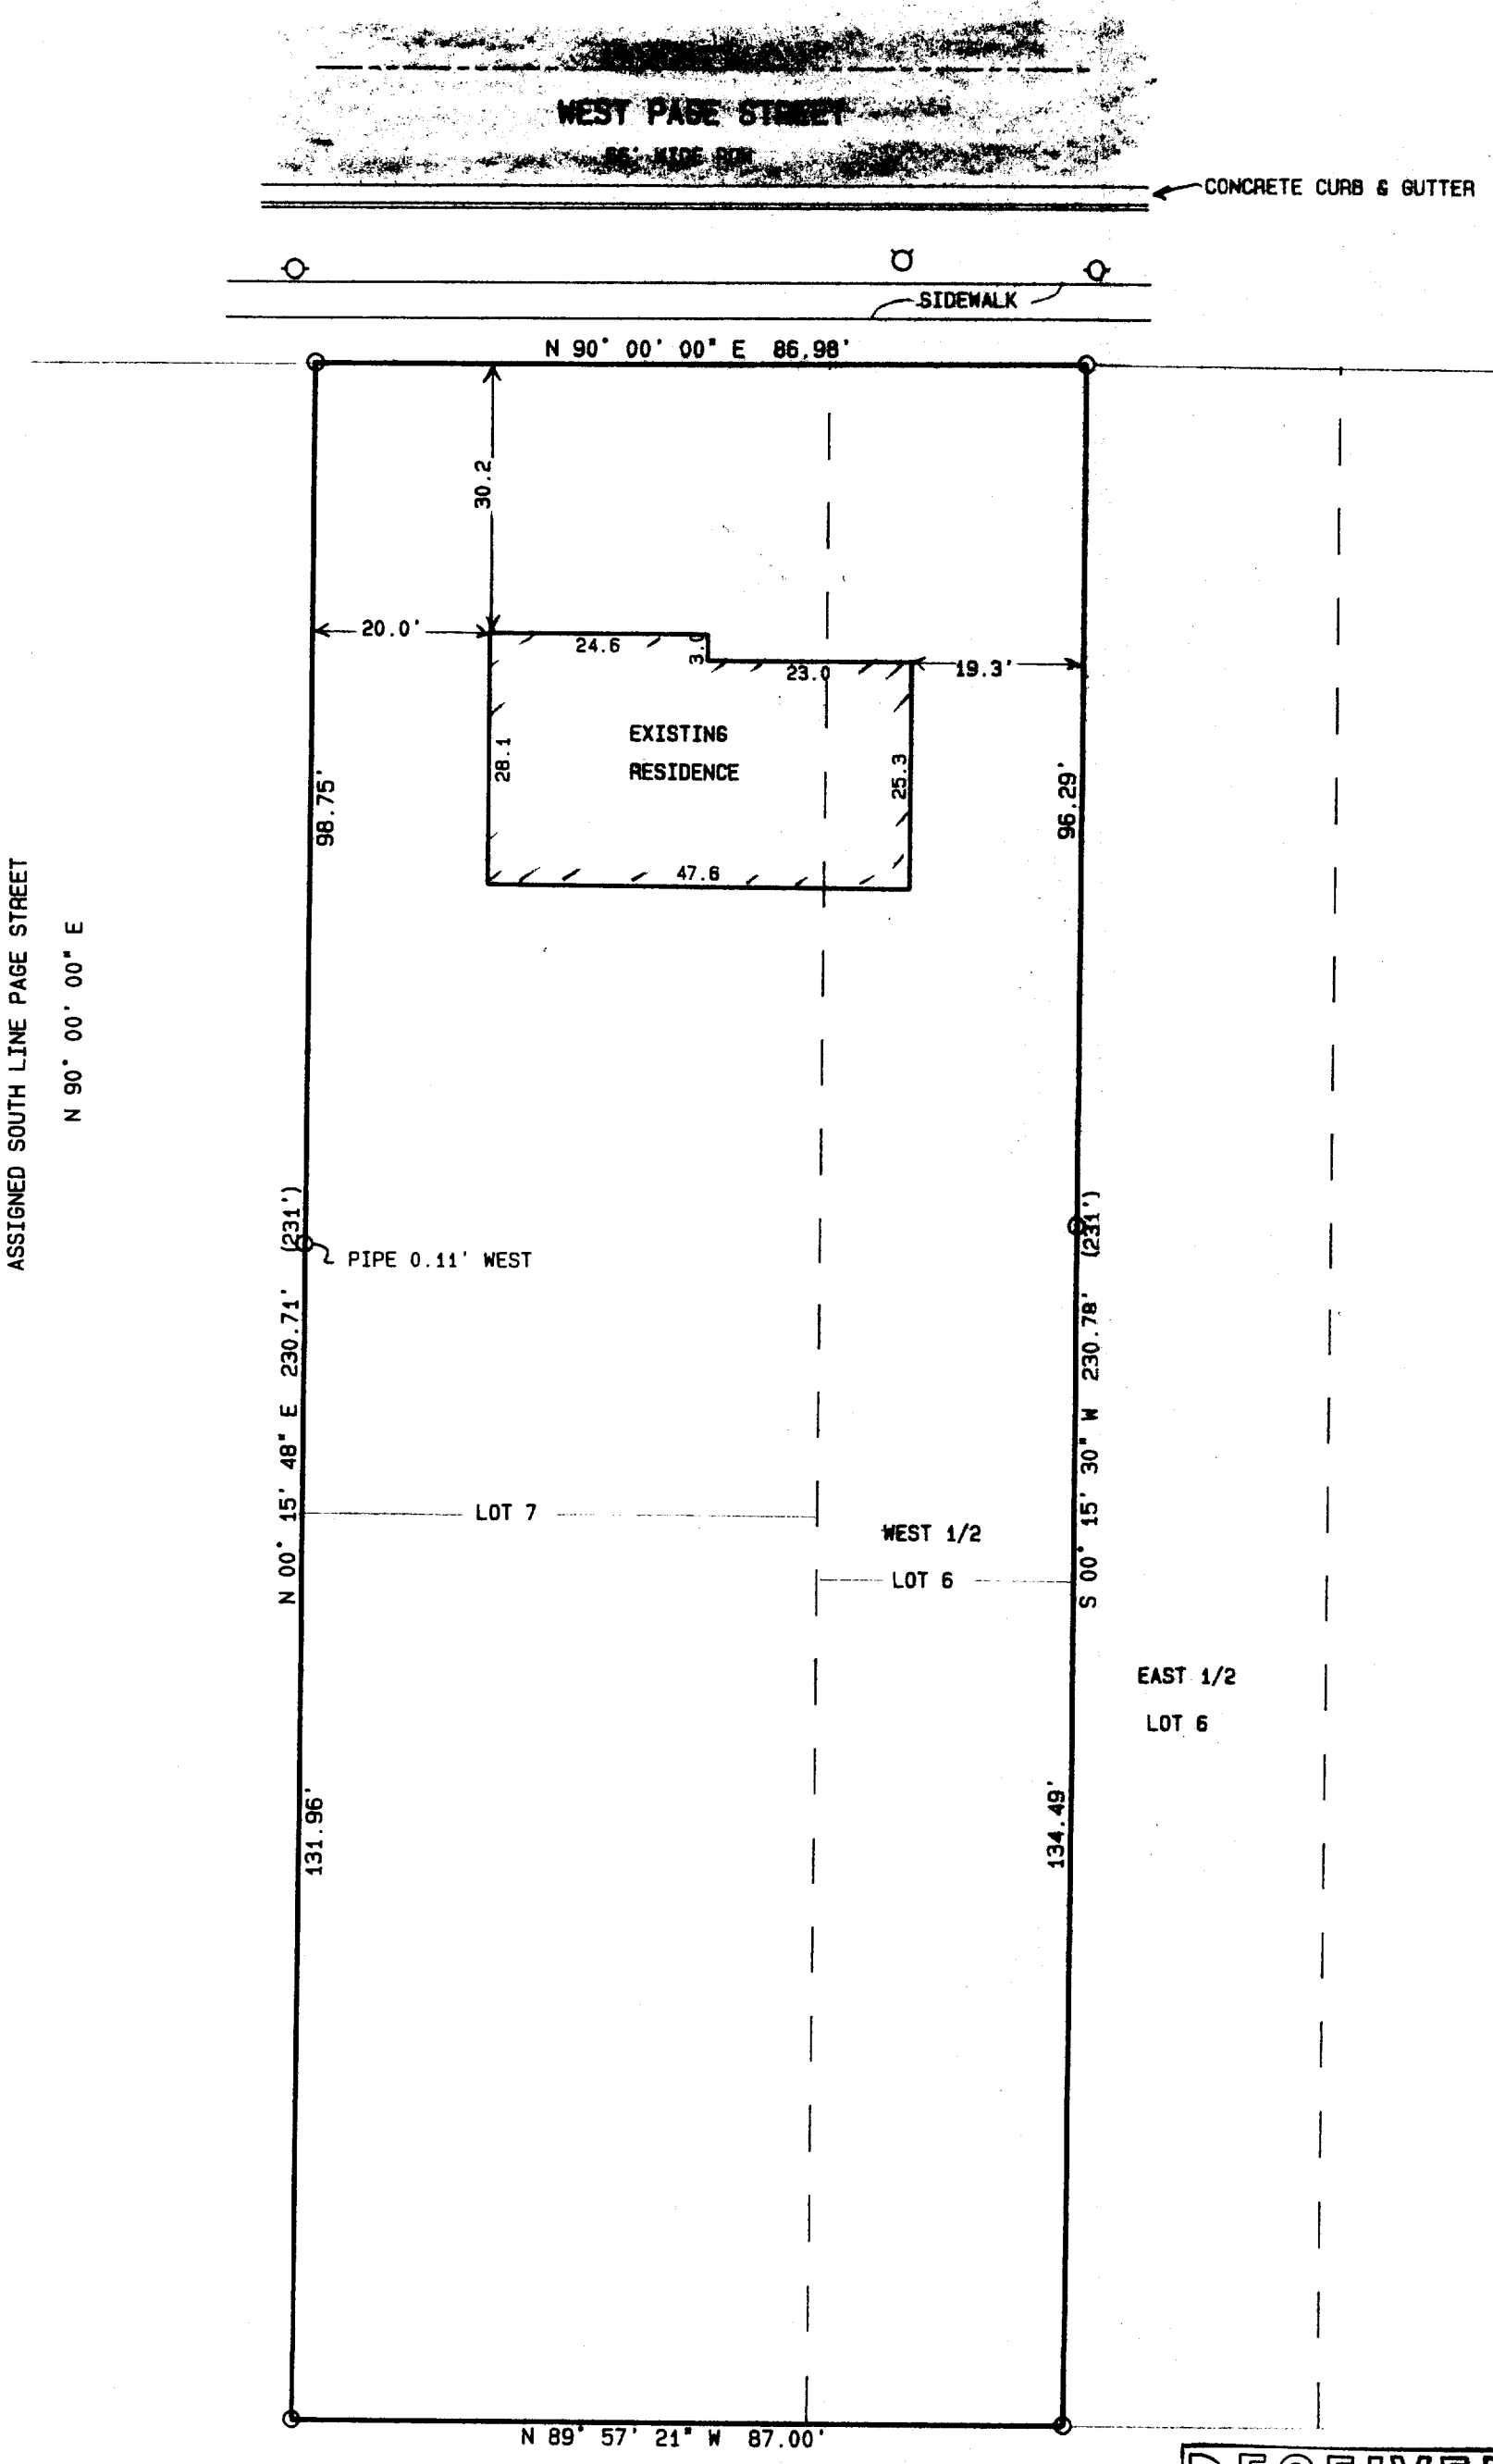 WEST PAGE STREET
66' WIDE ROW
CONCRETE CURB & GUTTER
SIDEWALK
N 90° 00' 00" E 86.98'
30.2
20.0'
24.6
3.0
23.0
19.3'
EXISTING
RESIDENCE
28.1
25.3
47.6
98.75'
96.29'
ASSIGNED SOUTH LINE PAGE STREET
N 90° 00' 00" E
N 00° 15' 48" E 230.71' (231')
PIPE 0.11' WEST
S 00° 15' 30" W 230.78' (231')
LOT 7
WEST 1/2
LOT 6
EAST 1/2
LOT 6
131.96'
134.49'
N 89° 57' 21" W 87.00'